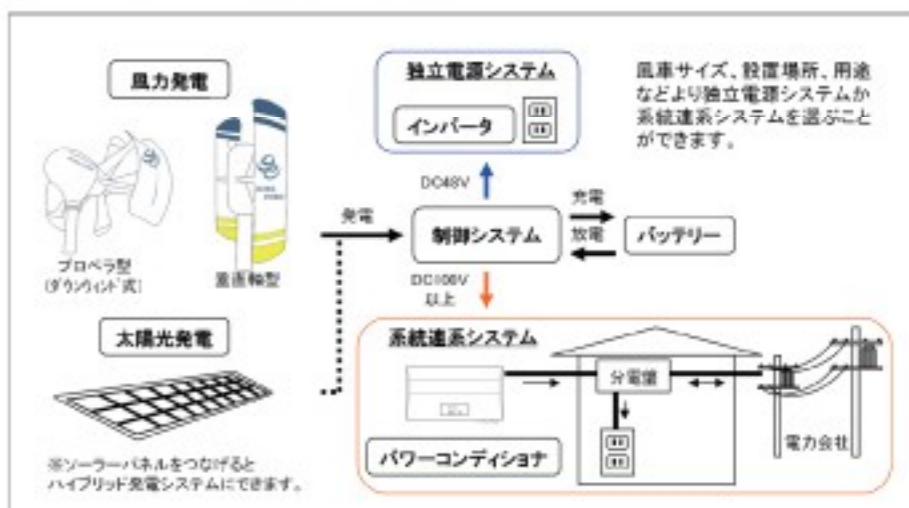 風力発電
プロペラ型
(ダウンウィンド式)
垂直軸型
太陽光発電
※ソーラーパネルをつなげると
ハイブリッド発電システムにできます。
発電
独立電源システム
インバータ
DC48V
制御システム
充電
放電
バッテリー
DC100V
以上
風車サイズ、設置場所、用途
などより独立電源システムか
系統連系システムを選ぶこと
ができます。
系統連系システム
パワーコンディショナ
分電盤
電力会社